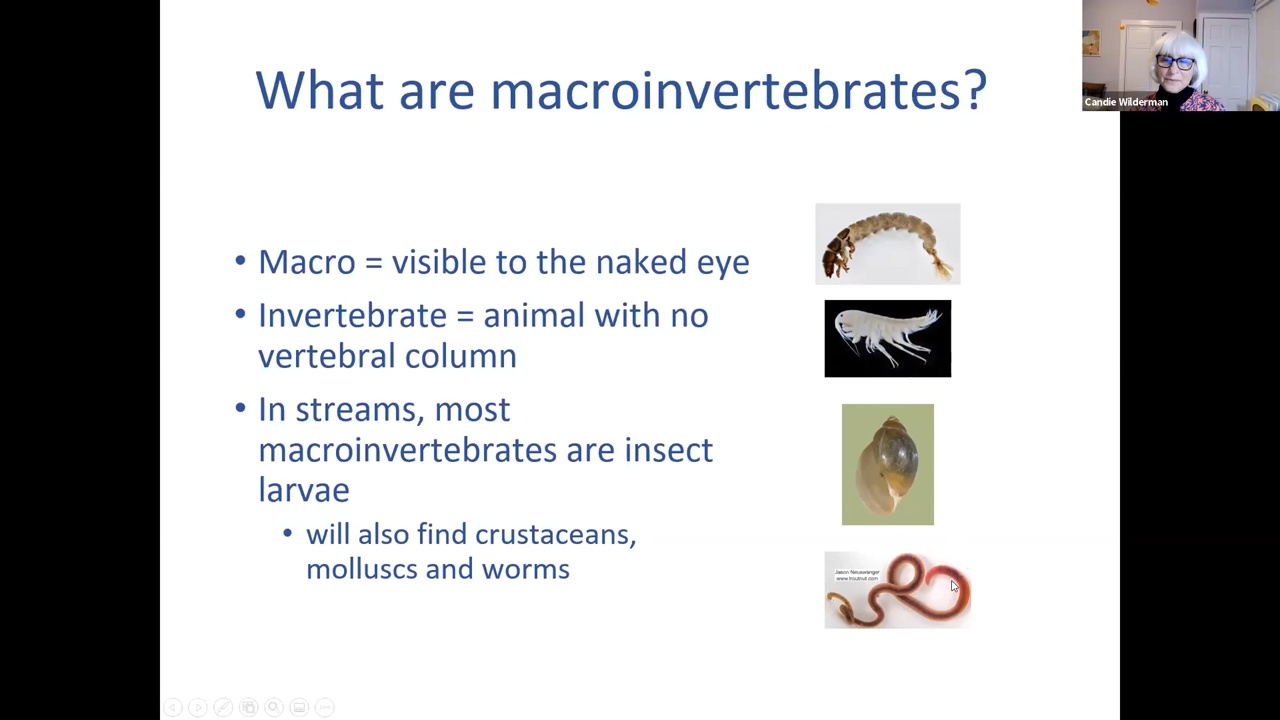 What are macroinvertebrates?
Candie Wilderman
• Macro = visible to the naked eye
• Invertebrate = animal with no
vertebral column
• In streams, most
macroinvertebrates are insect
larvae
• will also find crustaceans,
molluscs and worms
Jason Neuswanger
www.troutnut.com